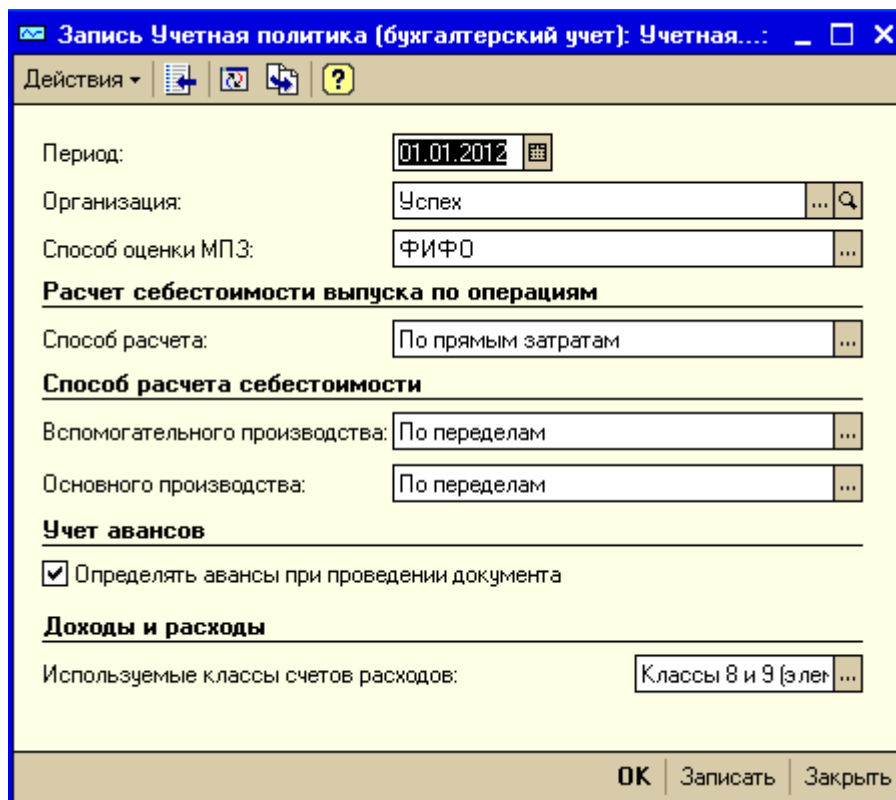 Запись Учетная политика (бухгалтерский учет): Учетная...:
Действия
?
Период: 01.01.2012
Организация: Успех ...
Способ оценки МПЗ: ФИФО ...
Расчет себестоимости выпуска по операциям
Способ расчета: По прямым затратам ...
Способ расчета себестоимости
Вспомогательного производства: По переделам ...
Основного производства: По переделам ...
Учет авансов
Определять авансы при проведении документа
Доходы и расходы
Используемые классы счетов расходов: Классы 8 и 9 (элем ...
OK Записать Закрыть